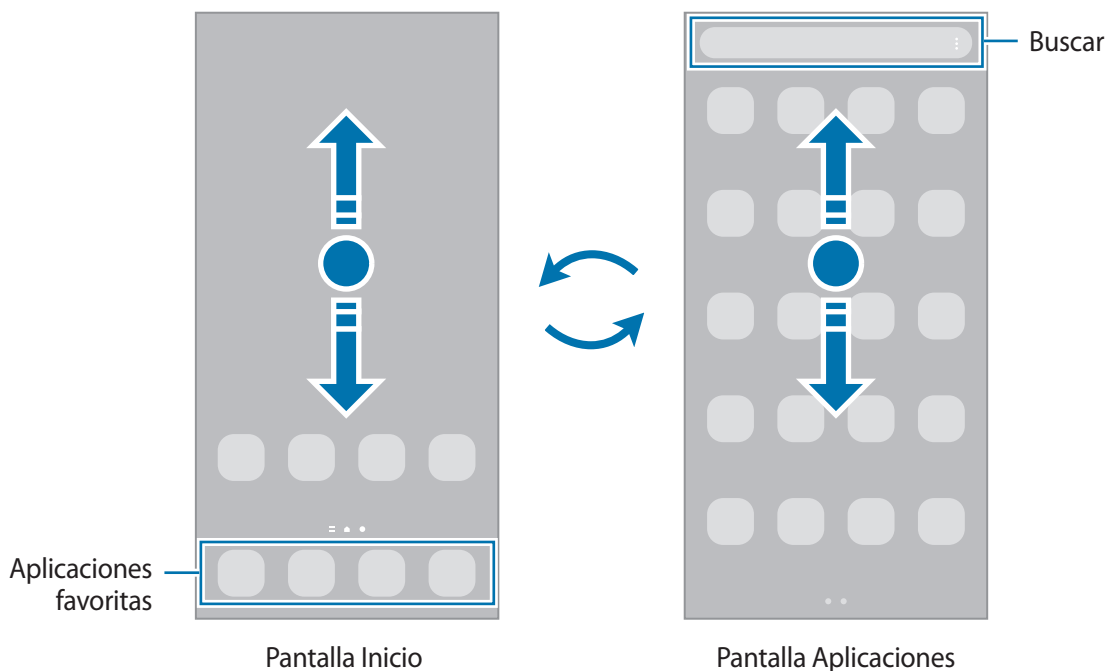 Buscar
Aplicaciones
favoritas
Pantalla Inicio
Pantalla Aplicaciones